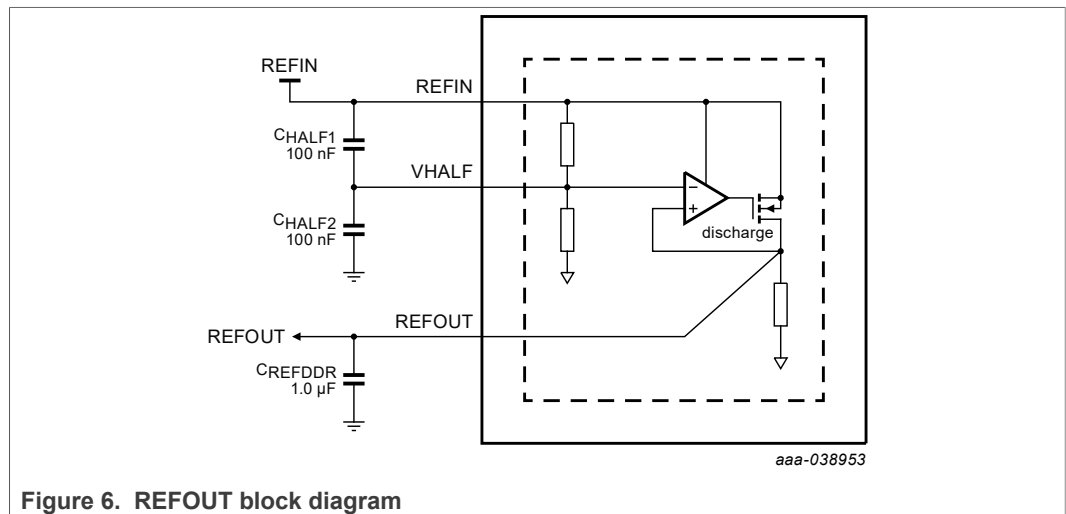 REFIN
REFIN
CHALF1
100 nF
VHALF
CHALF2
100 nF
−
+
discharge
REFOUT
REFOUT
CREFDDR
1.0 µF
aaa-038953
Figure 6. REFOUT block diagram